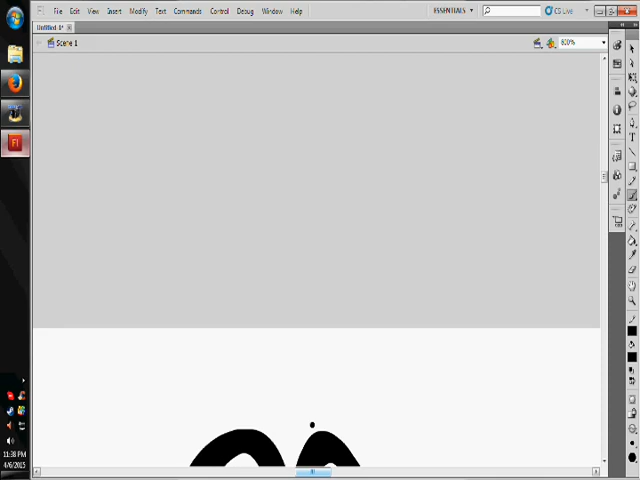 File Edit View Insert Modify Text Commands Control Debug Window Help
ESSENTIALS
CS Live
Untitled-1*
Scene 1
800%
Fl
T
11:38 PM
4/6/2015